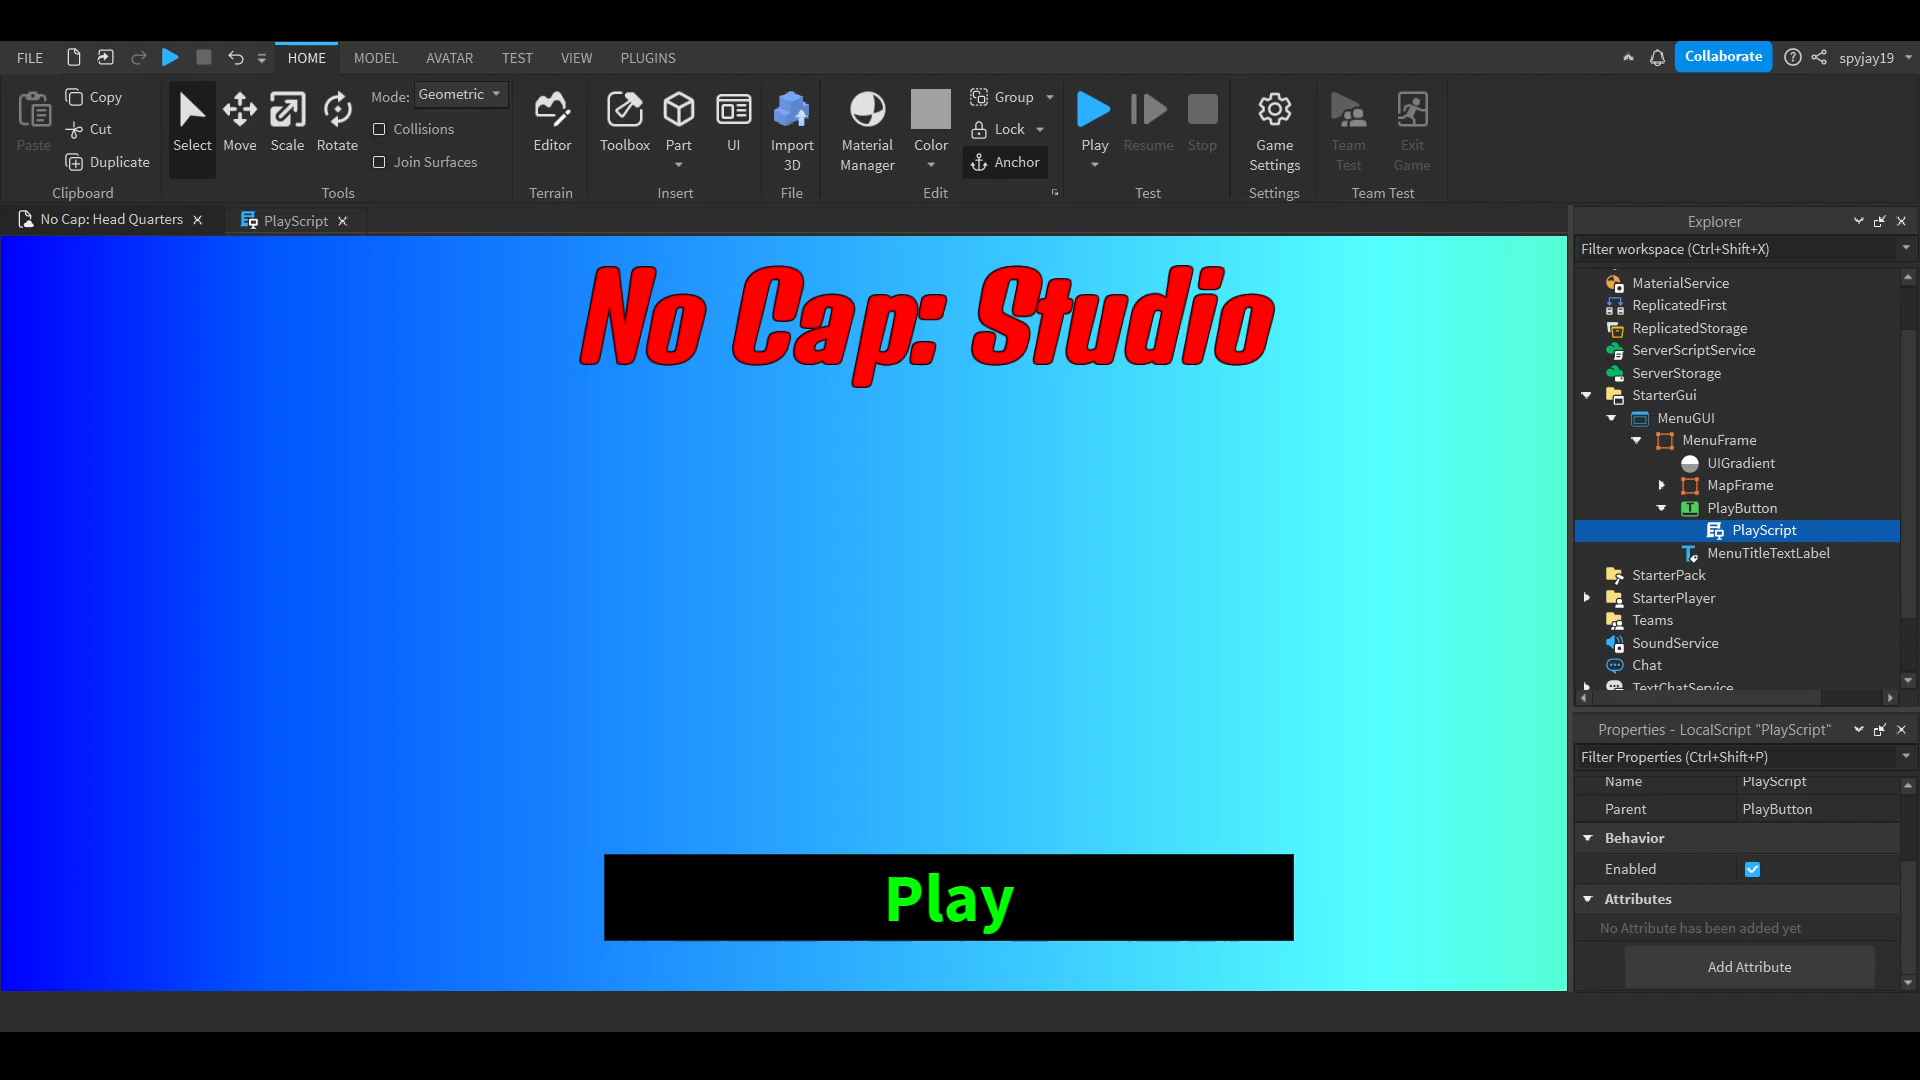 FILE
HOME
MODEL
AVATAR
TEST
VIEW
PLUGINS
Collaborate
spyjay19
Paste
Copy
Cut
Duplicate
Clipboard
Select
Move
Scale
Rotate
Mode: Geometric
Collisions
Join Surfaces
Tools
Editor
Terrain
Toolbox
Part
UI
Insert
Import
3D
File
Material
Manager
Color
Group
Lock
Anchor
Edit
Play
Resume
Stop
Test
Game
Settings
Settings
Team
Test
Exit
Game
Team Test
No Cap: Head Quarters
PlayScript
No Cap: Studio
Play
Explorer
Filter workspace (Ctrl+Shift+X)
MaterialService
ReplicatedFirst
ReplicatedStorage
ServerScriptService
ServerStorage
StarterGui
MenuGUI
MenuFrame
UIGradient
MapFrame
PlayButton
PlayScript
MenuTitleTextLabel
StarterPack
StarterPlayer
Teams
SoundService
Chat
TextChatService
Properties - LocalScript "PlayScript"
Filter Properties (Ctrl+Shift+P)
Name PlayScript
Parent PlayButton
Behavior
Enabled
Attributes
No Attribute has been added yet
Add Attribute